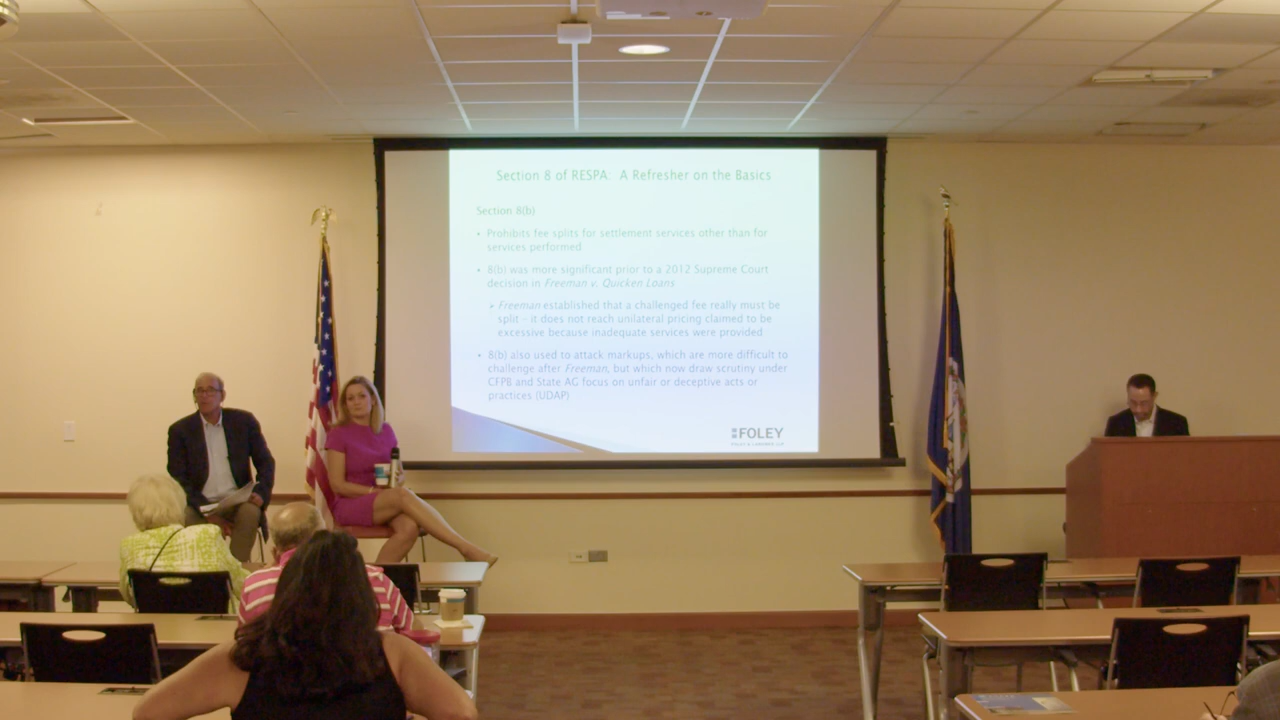 Section 8 of RESPA: A Refresher on the Basics
Section 8(b)
• Prohibits fee splits for settlement services other than for
services performed
• 8(b) was more significant prior to a 2012 Supreme Court
decision in Freeman v. Quicken Loans
➢ Freeman established that a challenged fee really must be
split – it does not reach unilateral pricing claimed to be
excessive because inadequate services were provided
• 8(b) also used to attack markups, which are more difficult to
challenge after Freeman, but which now draw scrutiny under
CFPB and State AG focus on unfair or deceptive acts or
practices (UDAP)
FOLEY
FOLEY & LARDNER LLP